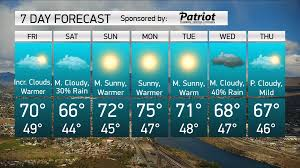 7 DAY FORECAST
Sponsored by: Patriot
FRI SAT SUN MON TUE WED THU
Incr. Clouds, Warmer
M. Cloudy, 30% Rain
M. Sunny, Warmer
M. Sunny, Warmer
M. Sunny, Warm
M. Cloudy, 40% Rain
P. Cloudy, Mild
70° 66° 72° 75° 71° 68° 67°
49° 44° 45° 47° 48° 47° 46°